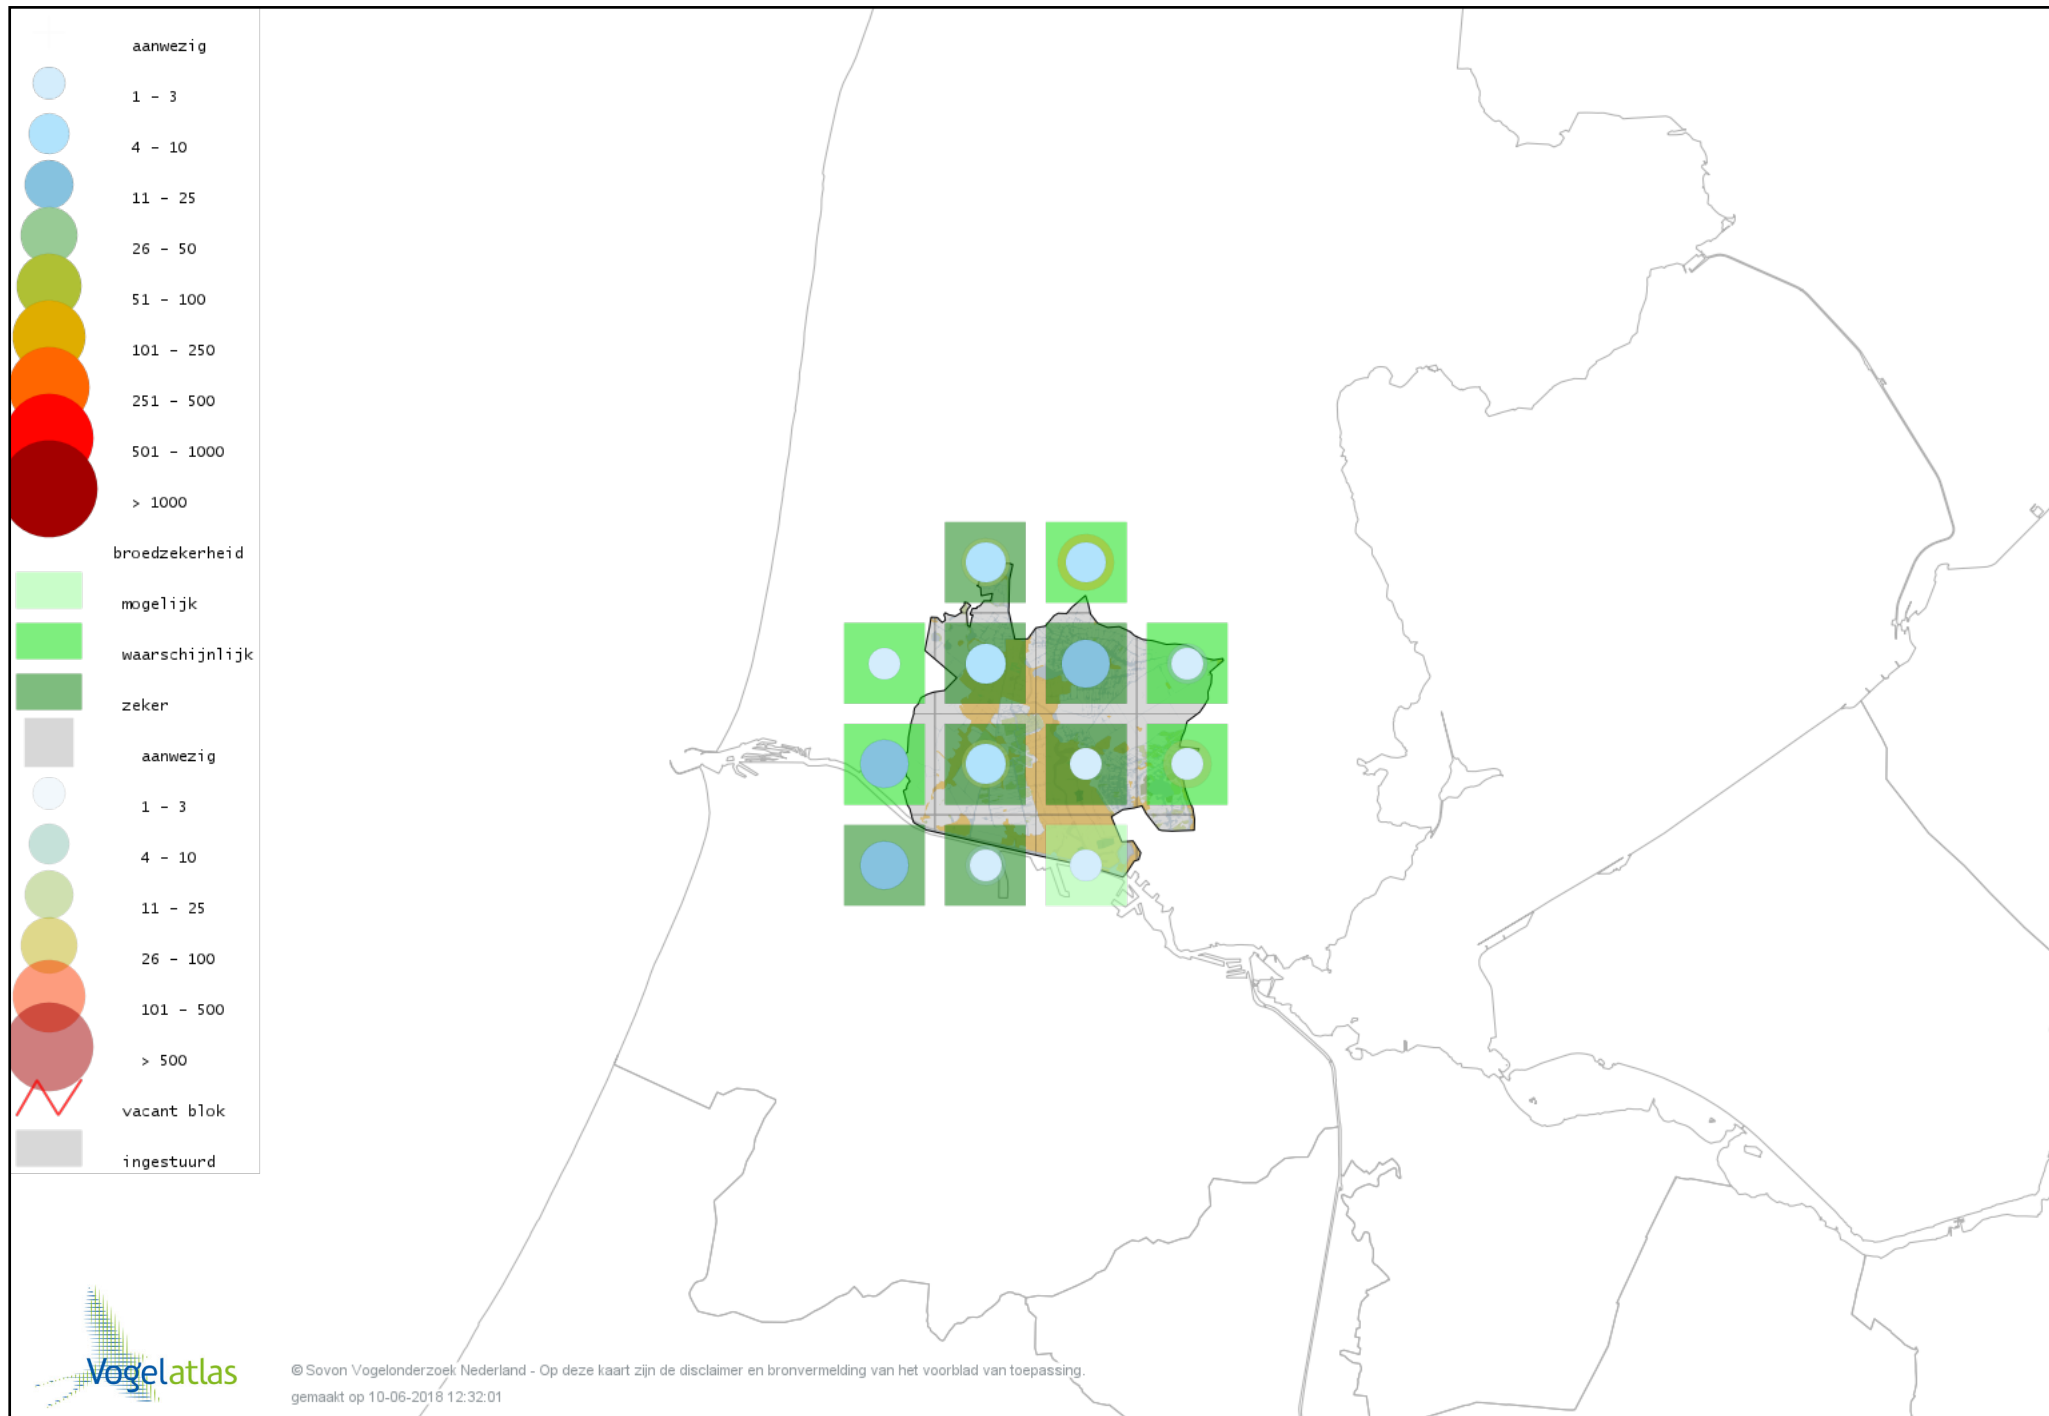 aanwezig
1 - 3
4 - 10
11 - 25
26 - 50
51 - 100
101 - 250
251 - 500
501 - 1000
> 1000
broedzekerheid
mogelijk
waarschijnlijk
zeker
aanwezig
1 - 3
4 - 10
11 - 25
26 - 100
101 - 500
> 500
vacant blok
ingestuurd
Vogelatlas
© Sovon Vogelonderzoek Nederland - Op deze kaart zijn de disclaimer en bronvermelding van het voorblad van toepassing.
gemaakt op 10-06-2018 12:32:01